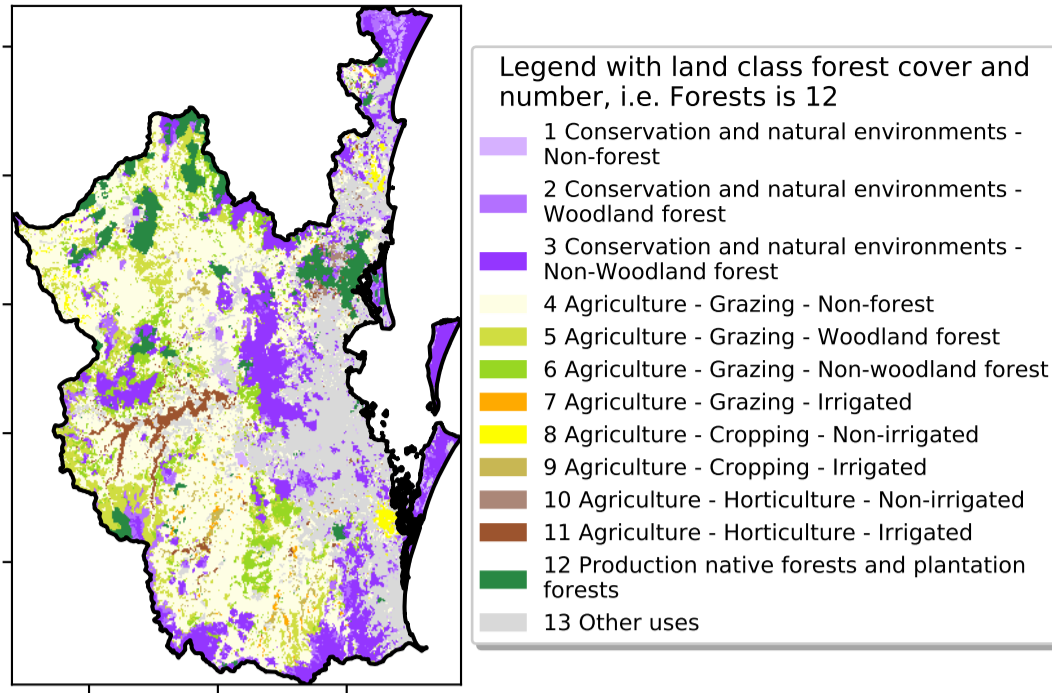 Legend with land class forest cover and
number, i.e. Forests is 12
1 Conservation and natural environments -
Non-forest
2 Conservation and natural environments -
Woodland forest
3 Conservation and natural environments -
Non-Woodland forest
4 Agriculture - Grazing - Non-forest
5 Agriculture - Grazing - Woodland forest
6 Agriculture - Grazing - Non-woodland forest
7 Agriculture - Grazing - Irrigated
8 Agriculture - Cropping - Non-irrigated
9 Agriculture - Cropping - Irrigated
10 Agriculture - Horticulture - Non-irrigated
11 Agriculture - Horticulture - Irrigated
12 Production native forests and plantation
forests
13 Other uses